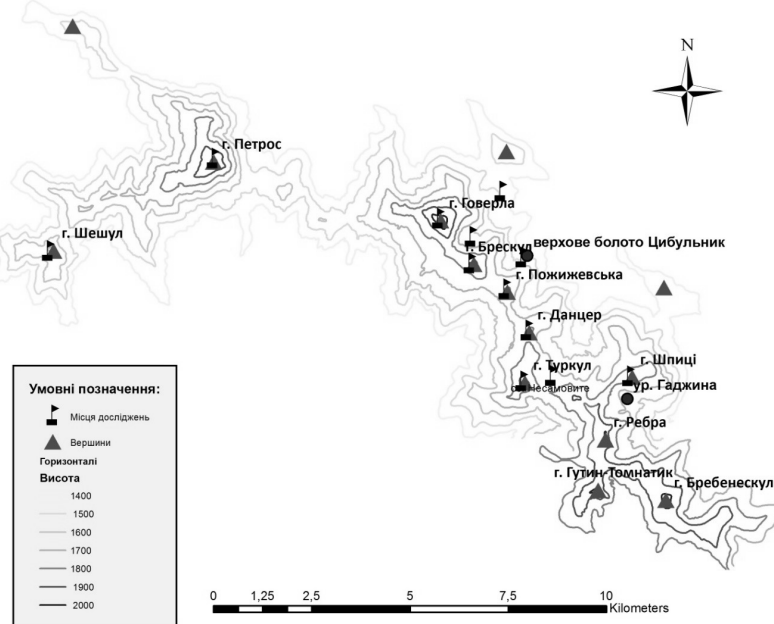 N
г. Петрос
г. Говерла
г. Шешул
г. Брескул
верхове болото Цибульник
г. Пожижевська
г. Данцер
г. Туркул
г. Шпиці
Несамовите
ур. Гаджина
г. Ребра
г. Гутин-Томнатик
г. Бребенескул
Умовні позначення:
Місця досліджень
Вершини
Горизонталі
Висота
1400
1500
1600
1700
1800
1900
2000
0 1,25 2,5 5 7,5 10
Kilometers